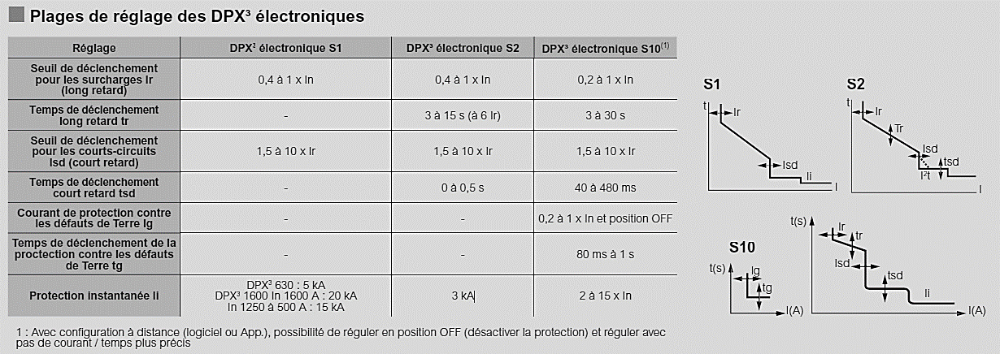 Plages de réglage des DPX³ électroniques
Réglage
DPX³ électronique S1
DPX³ électronique S2
DPX³ électronique S10(1)
Seuil de déclenchement
pour les surcharges Ir
(long retard)
0,4 à 1 x In
0,4 à 1 x In
0,2 à 1 x In
Temps de déclenchement
long retard tr
-
3 à 15 s (à 6 Ir)
3 à 30 s
Seuil de déclenchement
pour les courts-circuits
Isd (court retard)
1,5 à 10 x Ir
1,5 à 10 x Ir
1,5 à 10 x Ir
Temps de déclenchement
court retard tsd
-
0 à 0,5 s
40 à 480 ms
Courant de protection contre
les défauts de Terre Ig
-
-
0,2 à 1 x In et position OFF
Temps de déclenchement de la
proctection contre les défauts
de Terre tg
-
-
80 ms à 1 s
Protection instantanée Ii
DPX³ 630 : 5 kA
DPX³ 1600 In 1600 A : 20 kA
In 1250 à 500 A : 15 kA
3 kA
2 à 15 x In
1 : Avec configuration à distance (logiciel ou App.), possibilité de réguler en position OFF (désactiver la protection) et réguler avec
pas de courant / temps plus précis
S1
t
Ir
Isd
Ii
I
S2
t
Ir
Tr
Isd
tsd
I²t
I
S10
t(s)
Ig
tg
I(A)
t(s)
Ir
tr
Isd
tsd
Ii
I(A)